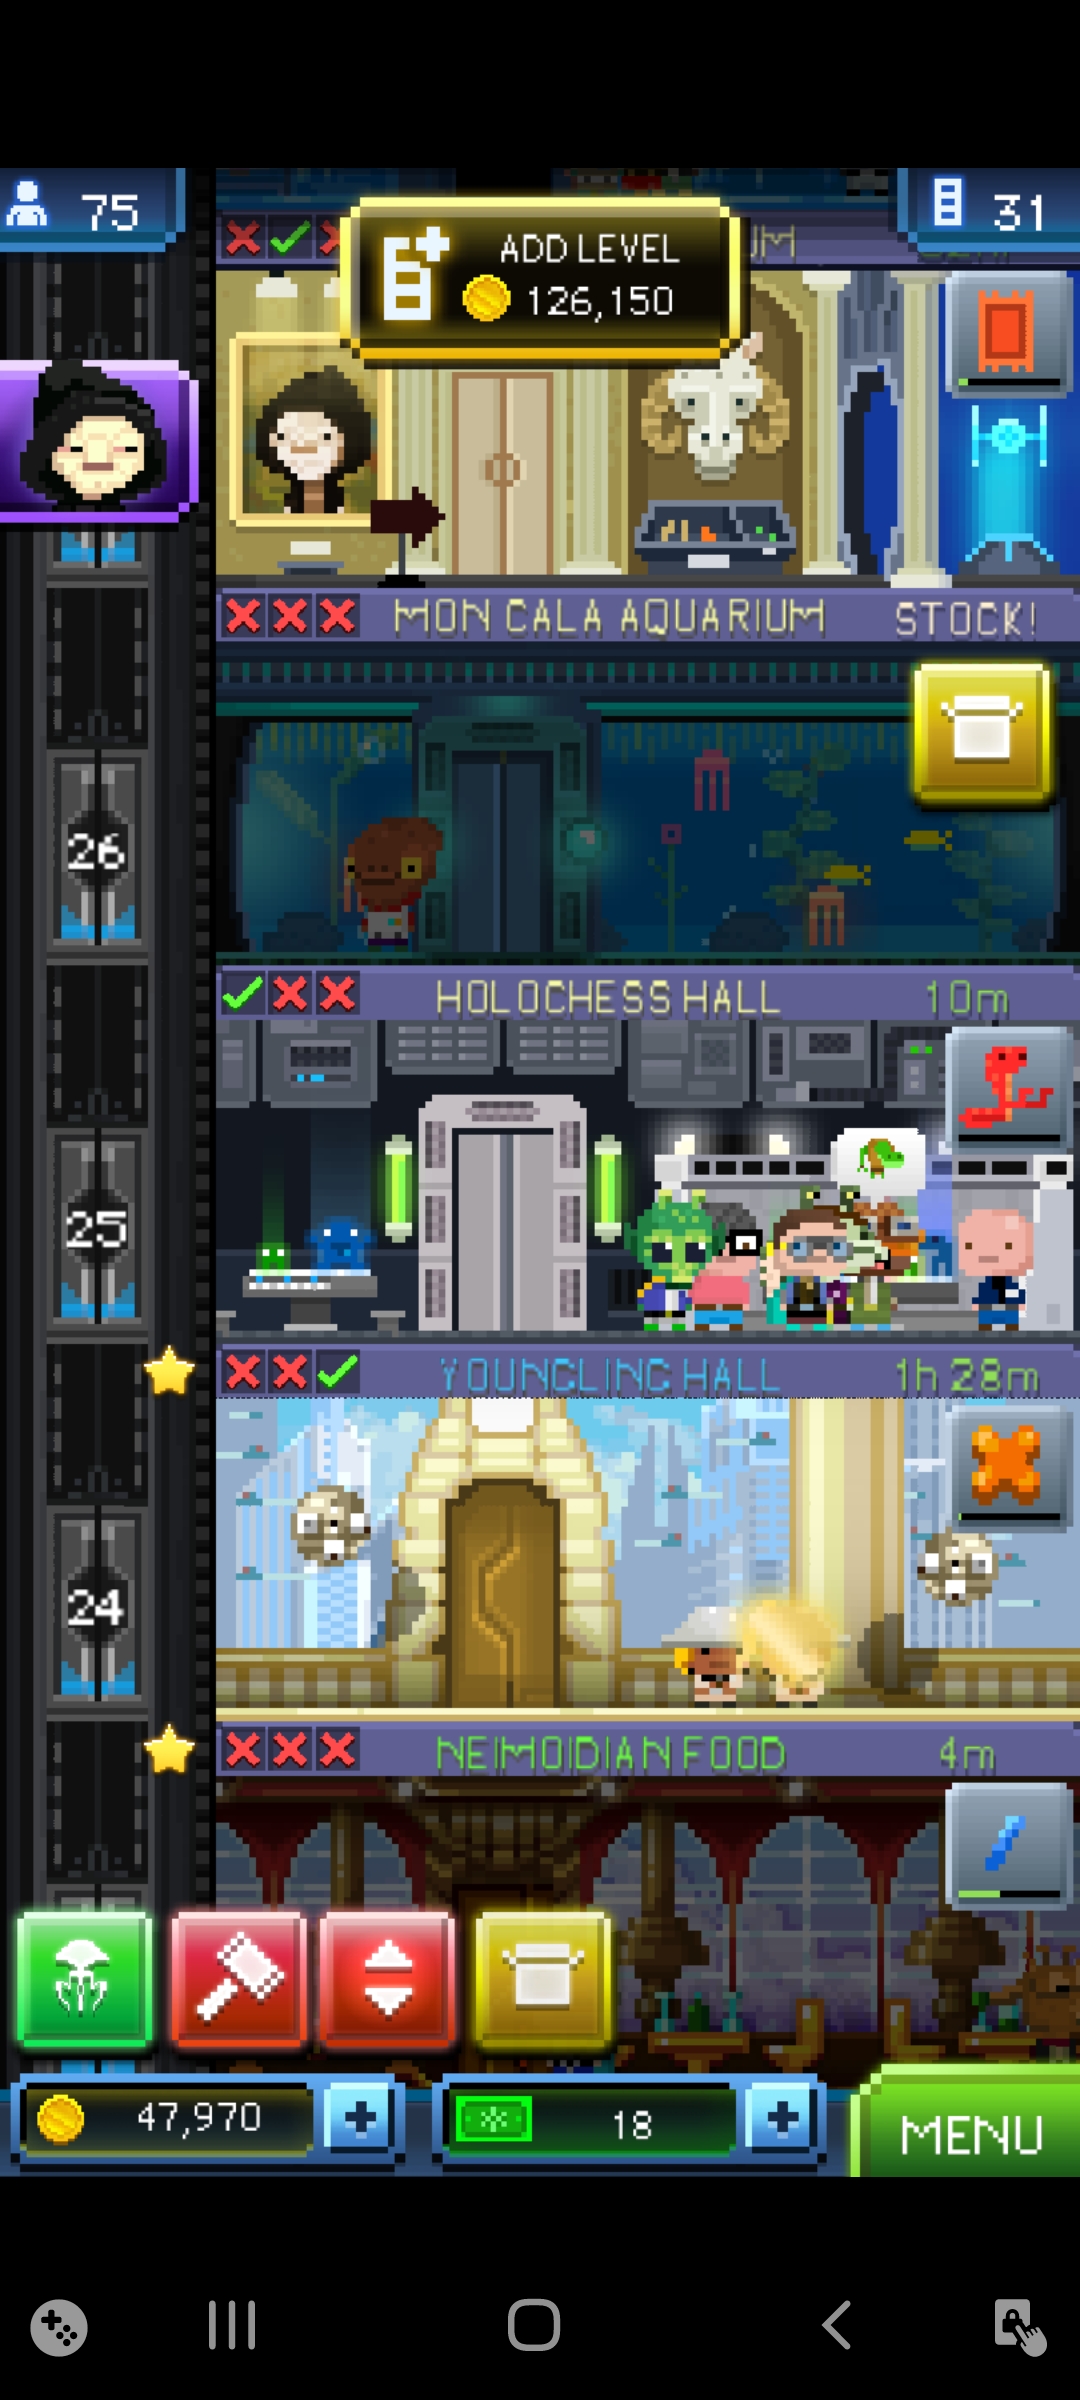 75
31
ADD LEVEL
126,150
MON CALA AQUARIUM STOCK!
26
HOLOCHESS HALL 10m
25
YOUNGLING HALL 1h 28m
24
NEIMOIDIAN FOOD 4m
47,970
18
MENU